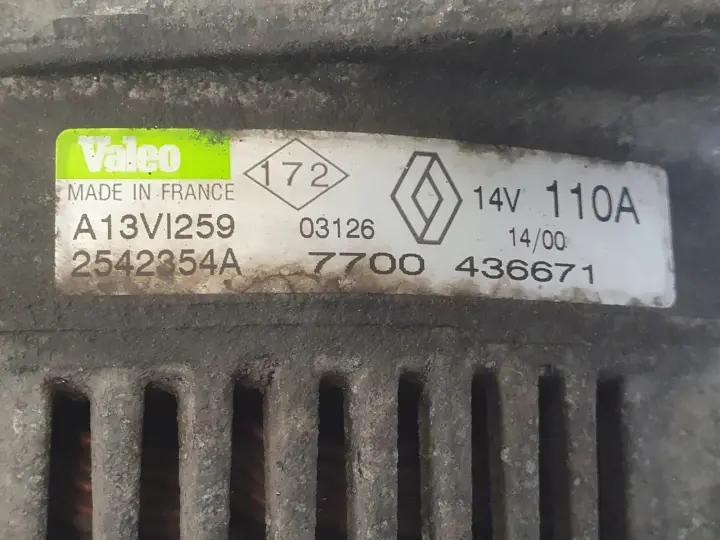 Valeo
MADE IN FRANCE
172
A13VI259
03126
14V 110A
14/00
2542354A
7700 436671